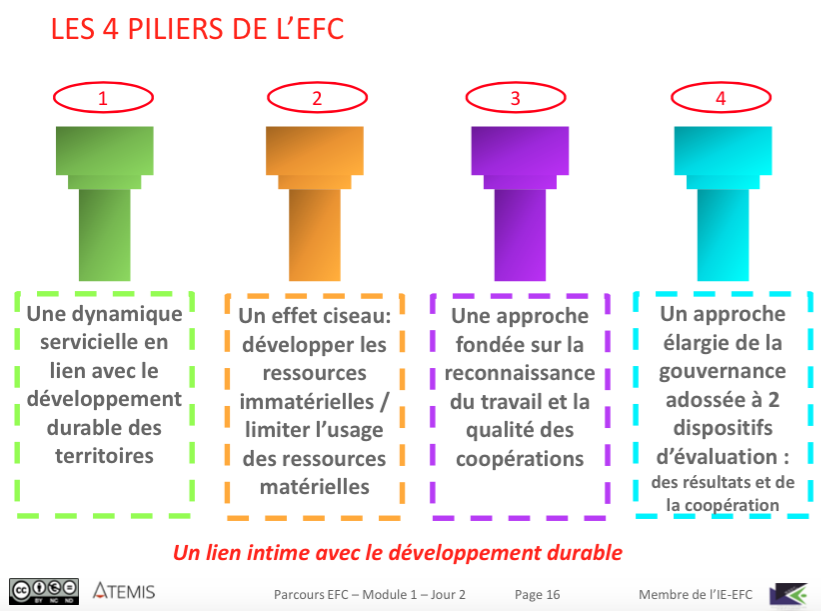 LES 4 PILIERS DE L’EFC
1
2
3
4
Une dynamique
servicielle en
lien avec le
développement
durable des
territoires
Un effet ciseau:
développer les
ressources
immatérielles /
limiter l’usage
des ressources
matérielles
Une approche
fondée sur la
reconnaissance
du travail et la
qualité des
coopérations
Un approche
élargie de la
gouvernance
adossée à 2
dispositifs
d’évaluation :
des résultats et de
la coopération
Un lien intime avec le développement durable
cc BY NC ND
ATEMIS
Parcours EFC – Module 1 – Jour 2
Page 16
Membre de l’IE-EFC